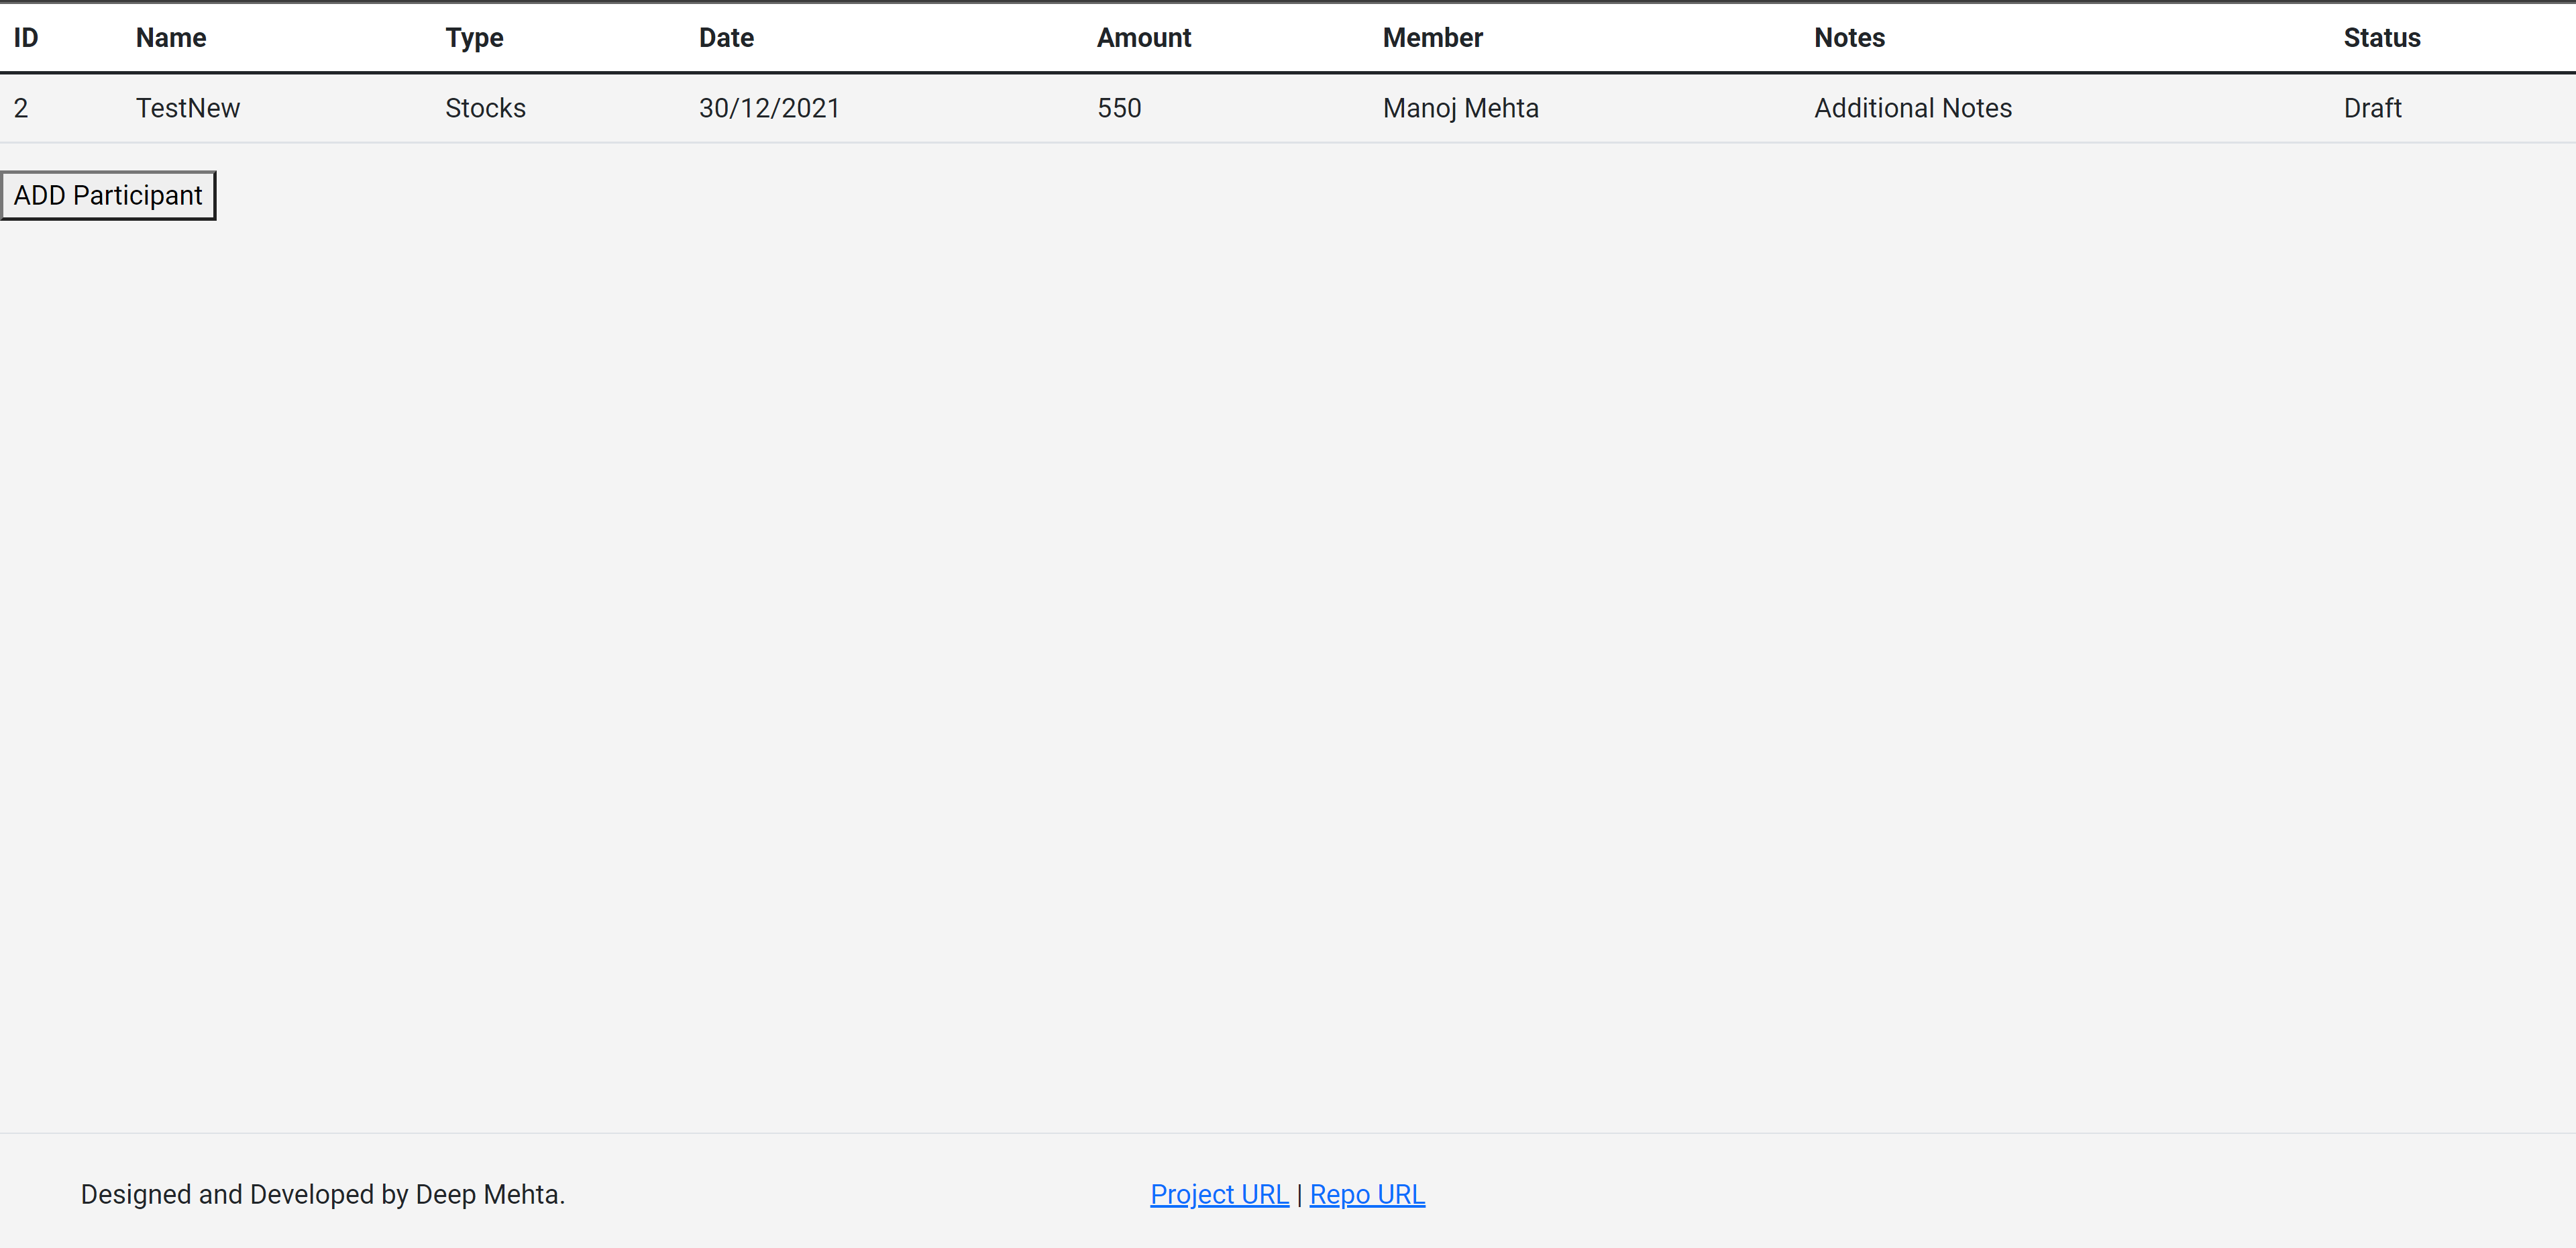 ID Name Type Date Amount Member Notes Status
2 TestNew Stocks 30/12/2021 550 Manoj Mehta Additional Notes Draft
ADD Participant
Designed and Developed by Deep Mehta. Project URL | Repo URL